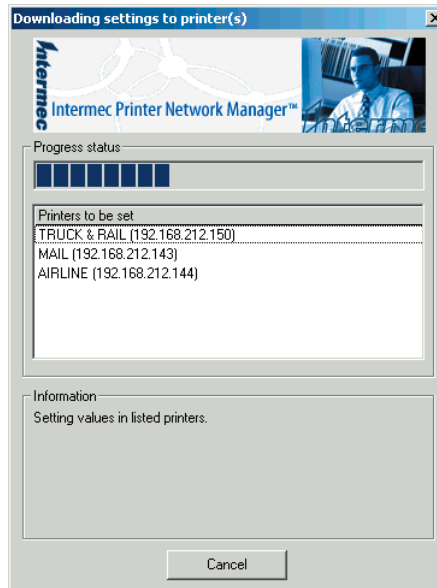 Downloading settings to printer(s)
Intermec
Intermec Printer Network Manager™
Intermec
Progress status
Printers to be set
TRUCK & RAIL (192.168.212.150)
MAIL (192.168.212.143)
AIRLINE (192.168.212.144)
Information
Setting values in listed printers.
Cancel